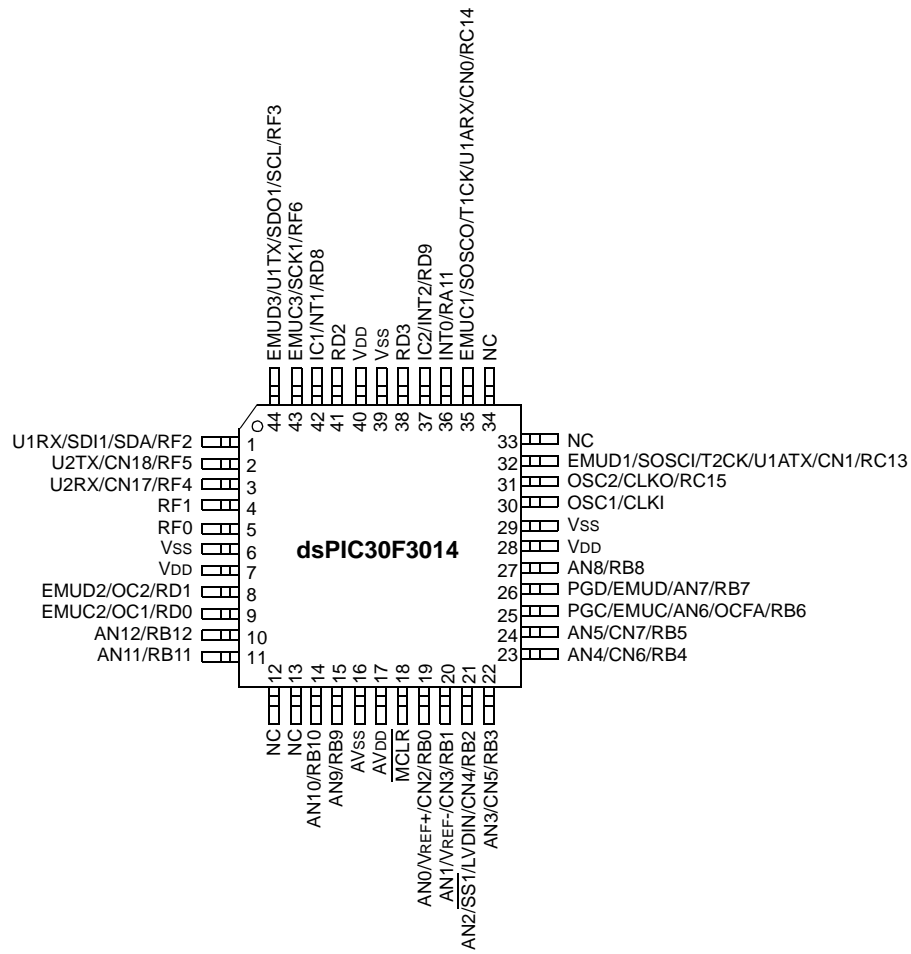 EMUD3/U1TX/SDO1/SCL/RF3
EMUC3/SCK1/RF6
IC1/NT1/RD8
RD2
VDD
VSS
RD3
IC2/INT2/RD9
INT0/RA11
EMUC1/SOSCO/T1CK/U1ARX/CN0/RC14
NC
44
43
42
41
40
39
38
37
36
35
34
U1RX/SDI1/SDA/RF2 1
U2TX/CN18/RF5 2
U2RX/CN17/RF4 3
RF1 4
RF0 5
VSS 6
VDD 7
EMUD2/OC2/RD1 8
EMUC2/OC1/RD0 9
AN12/RB12 10
AN11/RB11 11
dsPIC30F3014
33 NC
32 EMUD1/SOSCI/T2CK/U1ATX/CN1/RC13
31 OSC2/CLKO/RC15
30 OSC1/CLKI
29 VSS
28 VDD
27 AN8/RB8
26 PGD/EMUD/AN7/RB7
25 PGC/EMUC/AN6/OCFA/RB6
24 AN5/CN7/RB5
23 AN4/CN6/RB4
12
13
14
15
16
17
18
19
20
21
22
NC
NC
AN10/RB10
AN9/RB9
AVSS
AVDD
MCLR
AN0/VREF+/CN2/RB0
AN1/VREF-/CN3/RB1
AN2/SS1/LVDIN/CN4/RB2
AN3/CN5/RB3